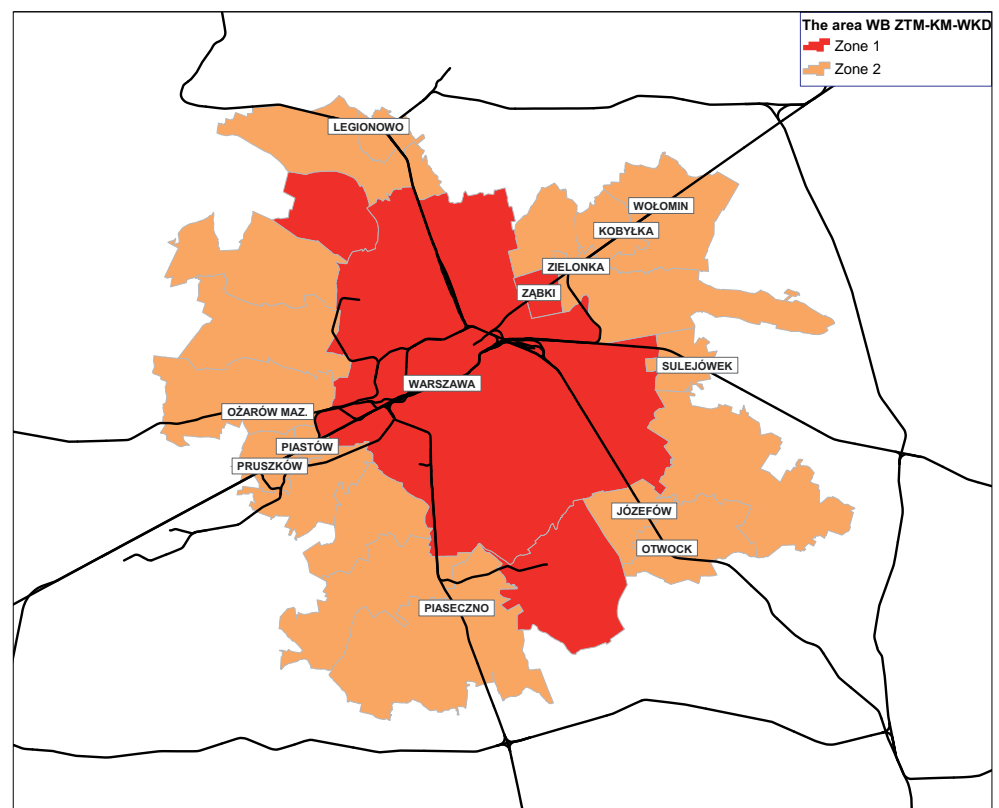 The area WB ZTM-KM-WKD
Zone 1
Zone 2
LEGIONOWO
WOŁOMIN
KOBYŁKA
ZIELONKA
ZĄBKI
SULEJÓWEK
WARSZAWA
OŻARÓW MAZ.
PIASTÓW
PRUSZKÓW
JÓZEFÓW
OTWOCK
PIASECZNO